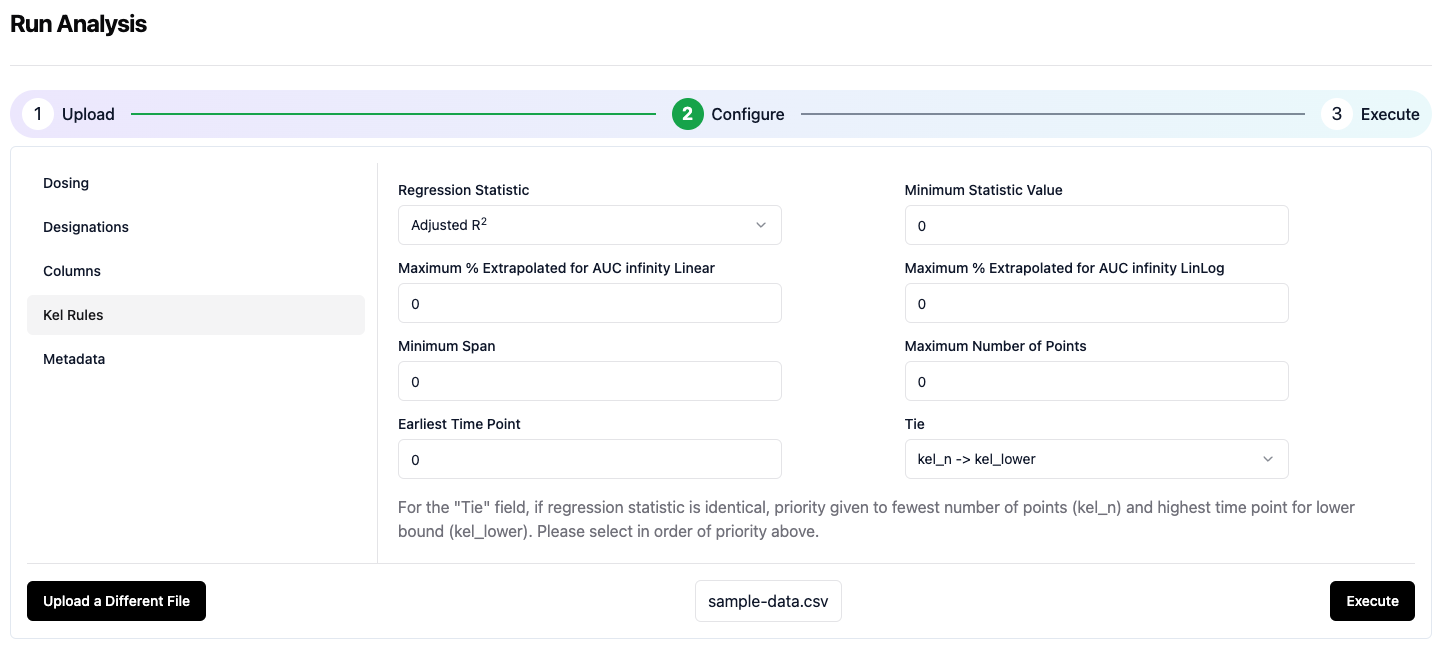 Run Analysis
1 Upload
2 Configure
3 Execute
Dosing
Designations
Columns
Kel Rules
Metadata
Regression Statistic
Adjusted R²
Minimum Statistic Value
0
Maximum % Extrapolated for AUC infinity Linear
0
Maximum % Extrapolated for AUC infinity LinLog
0
Minimum Span
0
Maximum Number of Points
0
Earliest Time Point
0
Tie
kel_n -> kel_lower
For the "Tie" field, if regression statistic is identical, priority given to fewest number of points (kel_n) and highest time point for lower
bound (kel_lower). Please select in order of priority above.
Upload a Different File
sample-data.csv
Execute